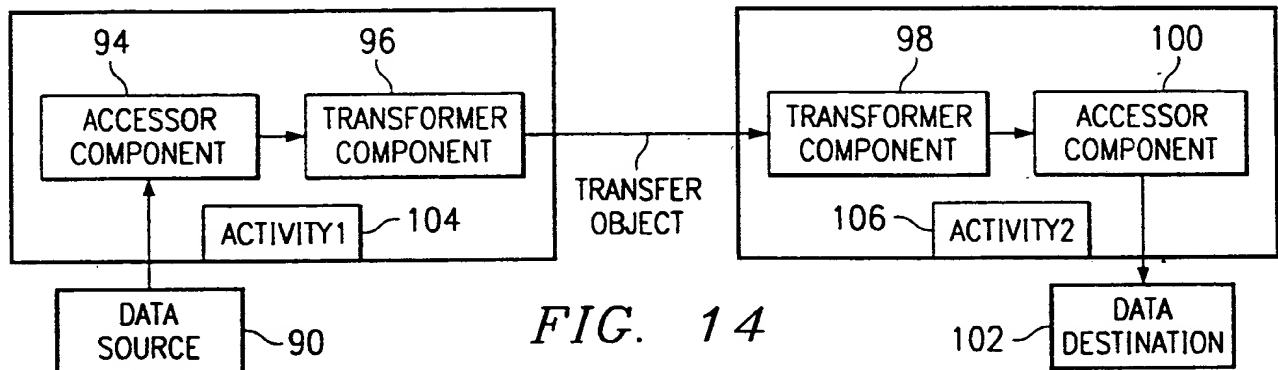 94
96
98
100
ACCESSOR
COMPONENT
TRANSFORMER
COMPONENT
TRANSFER
OBJECT
TRANSFORMER
COMPONENT
ACCESSOR
COMPONENT
ACTIVITY1
104
106
ACTIVITY2
DATA
SOURCE
90
FIG. 14
102
DATA
DESTINATION